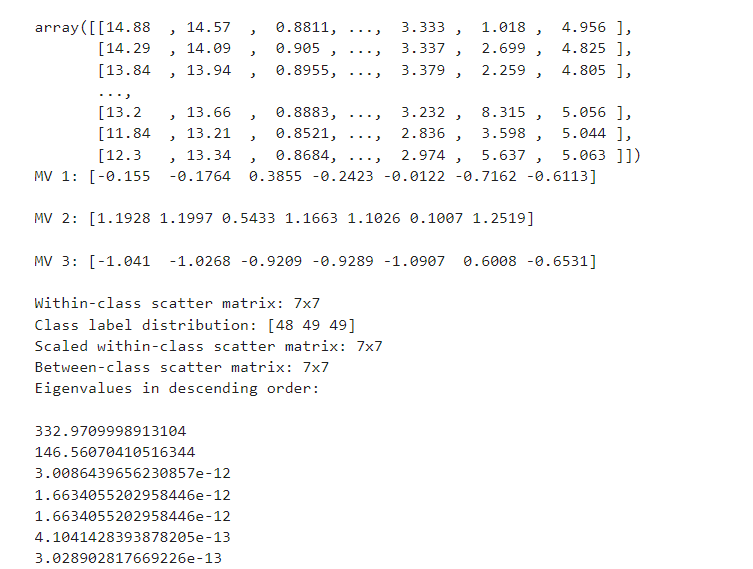 array([[14.88  , 14.57  ,  0.8811, ...,  3.333 ,  1.018 ,  4.956 ],
       [14.29  , 14.09  ,  0.905 , ...,  3.337 ,  2.699 ,  4.825 ],
       [13.84  , 13.94  ,  0.8955, ...,  3.379 ,  2.259 ,  4.805 ],
       ...,
       [13.2   , 13.66  ,  0.8883, ...,  3.232 ,  8.315 ,  5.056 ],
       [11.84  , 13.21  ,  0.8521, ...,  2.836 ,  3.598 ,  5.044 ],
       [12.3   , 13.34  ,  0.8684, ...,  2.974 ,  5.637 ,  5.063 ]])
MV 1: [-0.155  -0.1764  0.3855 -0.2423 -0.0122 -0.7162 -0.6113]
MV 2: [1.1928 1.1997 0.5433 1.1663 1.1026 0.1007 1.2519]
MV 3: [-1.041  -1.0268 -0.9209 -0.9289 -1.0907  0.6008 -0.6531]
Within-class scatter matrix: 7x7
Class label distribution: [48 49 49]
Scaled within-class scatter matrix: 7x7
Between-class scatter matrix: 7x7
Eigenvalues in descending order:
332.9709998913104
146.56070410516344
3.0086439656230857e-12
1.6634055202958446e-12
1.6634055202958446e-12
4.1041428393878205e-13
3.028902817669226e-13